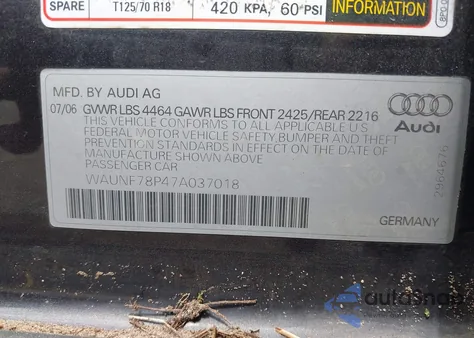 SPARE T125/70 R18 420 KPA, 60 PSI INFORMATION
MFD. BY AUDI AG
07/06 GVWR LBS 4464 GAWR LBS FRONT 2425/REAR 2216
THIS VEHICLE CONFORMS TO ALL APPLICABLE U.S.
FEDERAL MOTOR VEHICLE SAFETY, BUMPER AND THEFT
PREVENTION STANDARDS IN EFFECT ON THE DATE OF
MANUFACTURE SHOWN ABOVE
PASSENGER CAR
Audi
WAUNF78P47A037018
2964676
GERMANY
autosnap